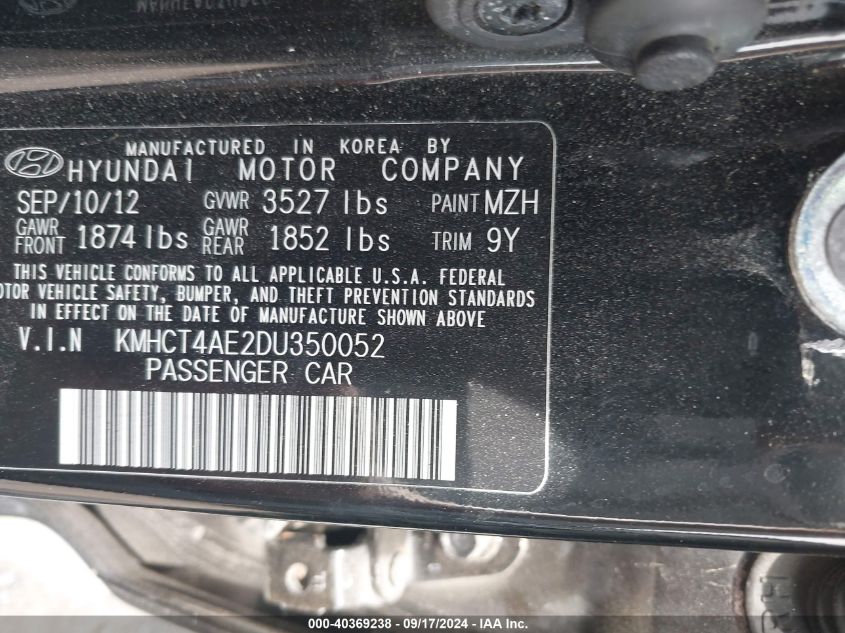 MANUFACTURED IN KOREA BY
HYUNDAI MOTOR COMPANY
SEP/10/12 GVWR 3527 lbs PAINT MZH
GAWR FRONT 1874 lbs GAWR REAR 1852 lbs TRIM 9Y
THIS VEHICLE CONFORMS TO ALL APPLICABLE U.S.A. FEDERAL
OTOR VEHICLE SAFETY, BUMPER, AND THEFT PREVENTION STANDARDS
IN EFFECT ON THE DATE OF MANUFACTURE SHOWN ABOVE
V.I.N KMHCT4AE2DU350052
PASSENGER CAR
000-40369238 - 09/17/2024 - IAA Inc.